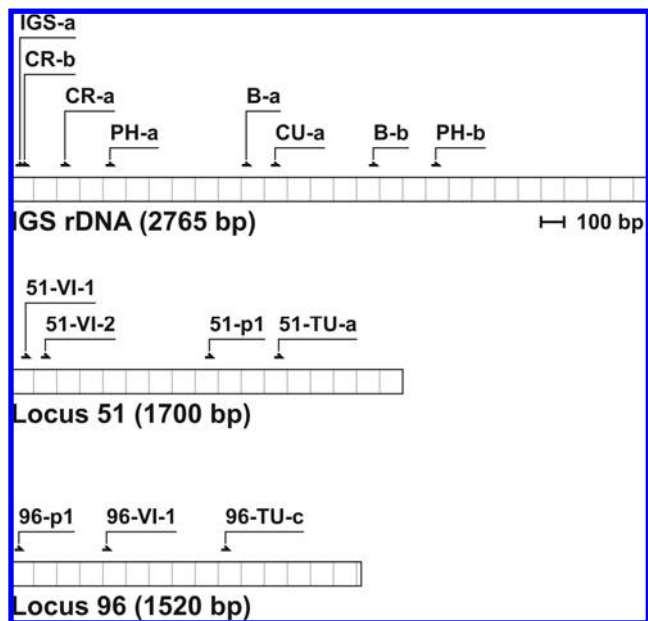 IGS-a
CR-b
CR-a B-a
PH-a CU-a B-b PH-b
IGS rDNA (2765 bp) 100 bp
51-VI-1
51-VI-2 51-p1 51-TU-a
Locus 51 (1700 bp)
96-p1 96-VI-1 96-TU-c
Locus 96 (1520 bp)